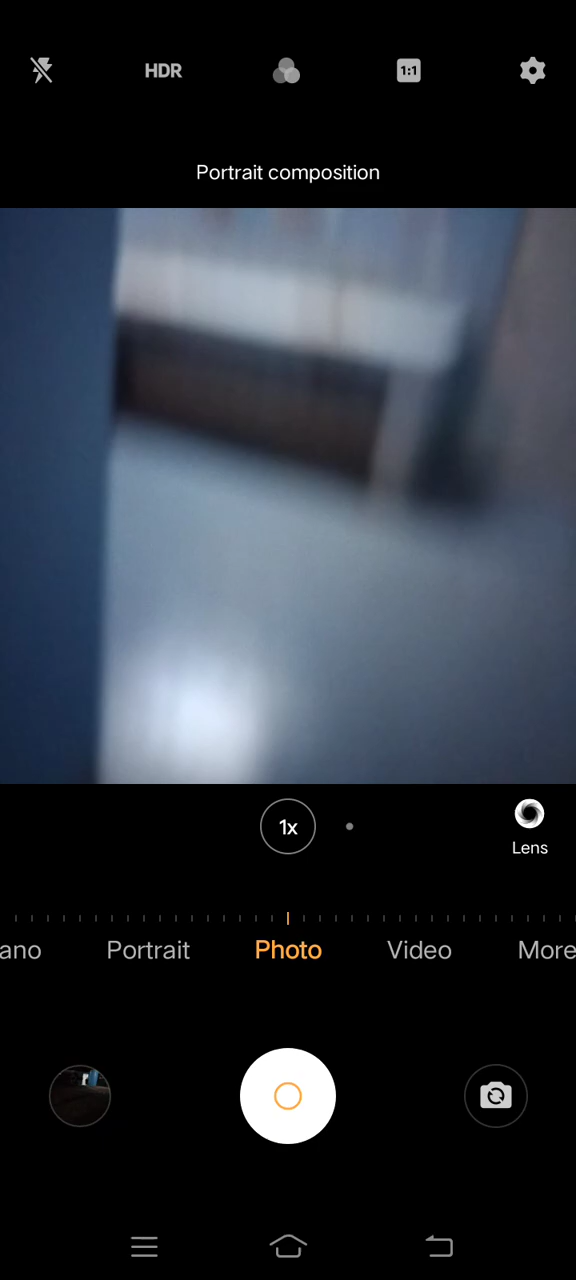 HDR
1:1
Portrait composition
1x
Lens
ano
Portrait
Photo
Video
More